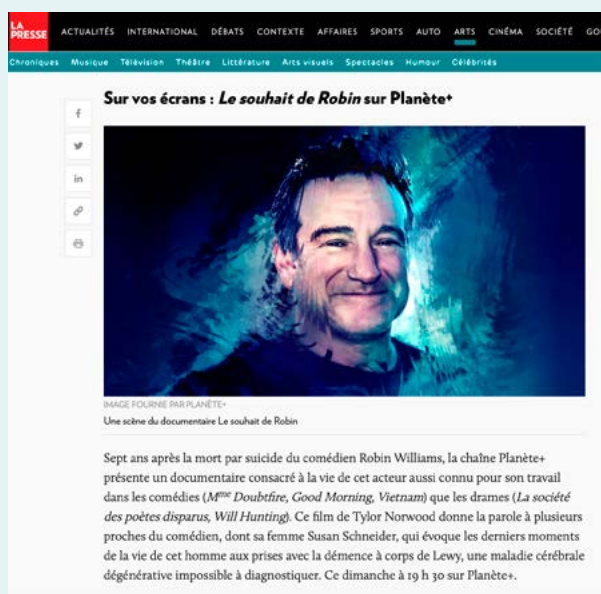 LA
PRESSE
ACTUALITÉS INTERNATIONAL DÉBATS CONTEXTE AFFAIRES SPORTS AUTO ARTS CINÉMA SOCIÉTÉ
Chroniques Musique Télévision Théâtre Littérature Arts visuels Spectacles Humour Célébrités
Sur vos écrans : Le souhait de Robin sur Planète+
IMAGE FOURNIE PAR PLANÈTE+
Une scène du documentaire Le souhait de Robin
Sept ans après la mort par suicide du comédien Robin Williams, la chaîne Planète+
présente un documentaire consacré à la vie de cet acteur aussi connu pour son travail
dans les comédies (Mme Doubtfire, Good Morning, Vietnam) que les drames (La société
des poètes disparus, Will Hunting). Ce film de Tylor Norwood donne la parole à plusieurs
proches du comédien, dont sa femme Susan Schneider, qui évoque les derniers moments
de la vie de cet homme aux prises avec la démence à corps de Lewy, une maladie cérébrale
dégénérative impossible à diagnostiquer. Ce dimanche à 19 h 30 sur Planète+.